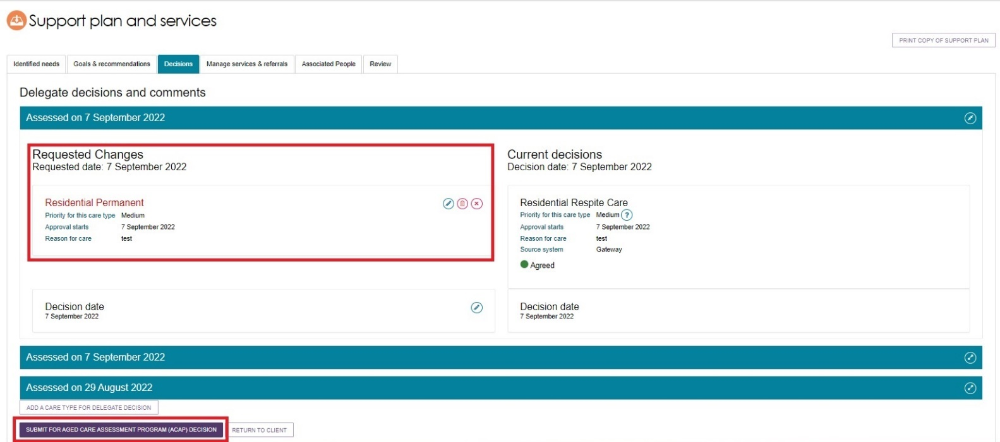 Support plan and services
PRINT COPY OF SUPPORT PLAN
Identified needs
Goals & recommendations
Decisions
Manage services & referrals
Associated People
Review
Delegate decisions and comments
Assessed on 7 September 2022
Requested Changes
Requested date: 7 September 2022
Residential Permanent
Priority for this care type Medium
Approval starts 7 September 2022
Reason for care test
Decision date
7 September 2022
Current decisions
Decision date: 7 September 2022
Residential Respite Care
Priority for this care type Medium ?
Approval starts 7 September 2022
Reason for care test
Source system Gateway
Agreed
Decision date
7 September 2022
Assessed on 7 September 2022
Assessed on 29 August 2022
ADD A CARE TYPE FOR DELEGATE DECISION
SUBMIT FOR AGED CARE ASSESSMENT PROGRAM (ACAP) DECISION
RETURN TO CLIENT